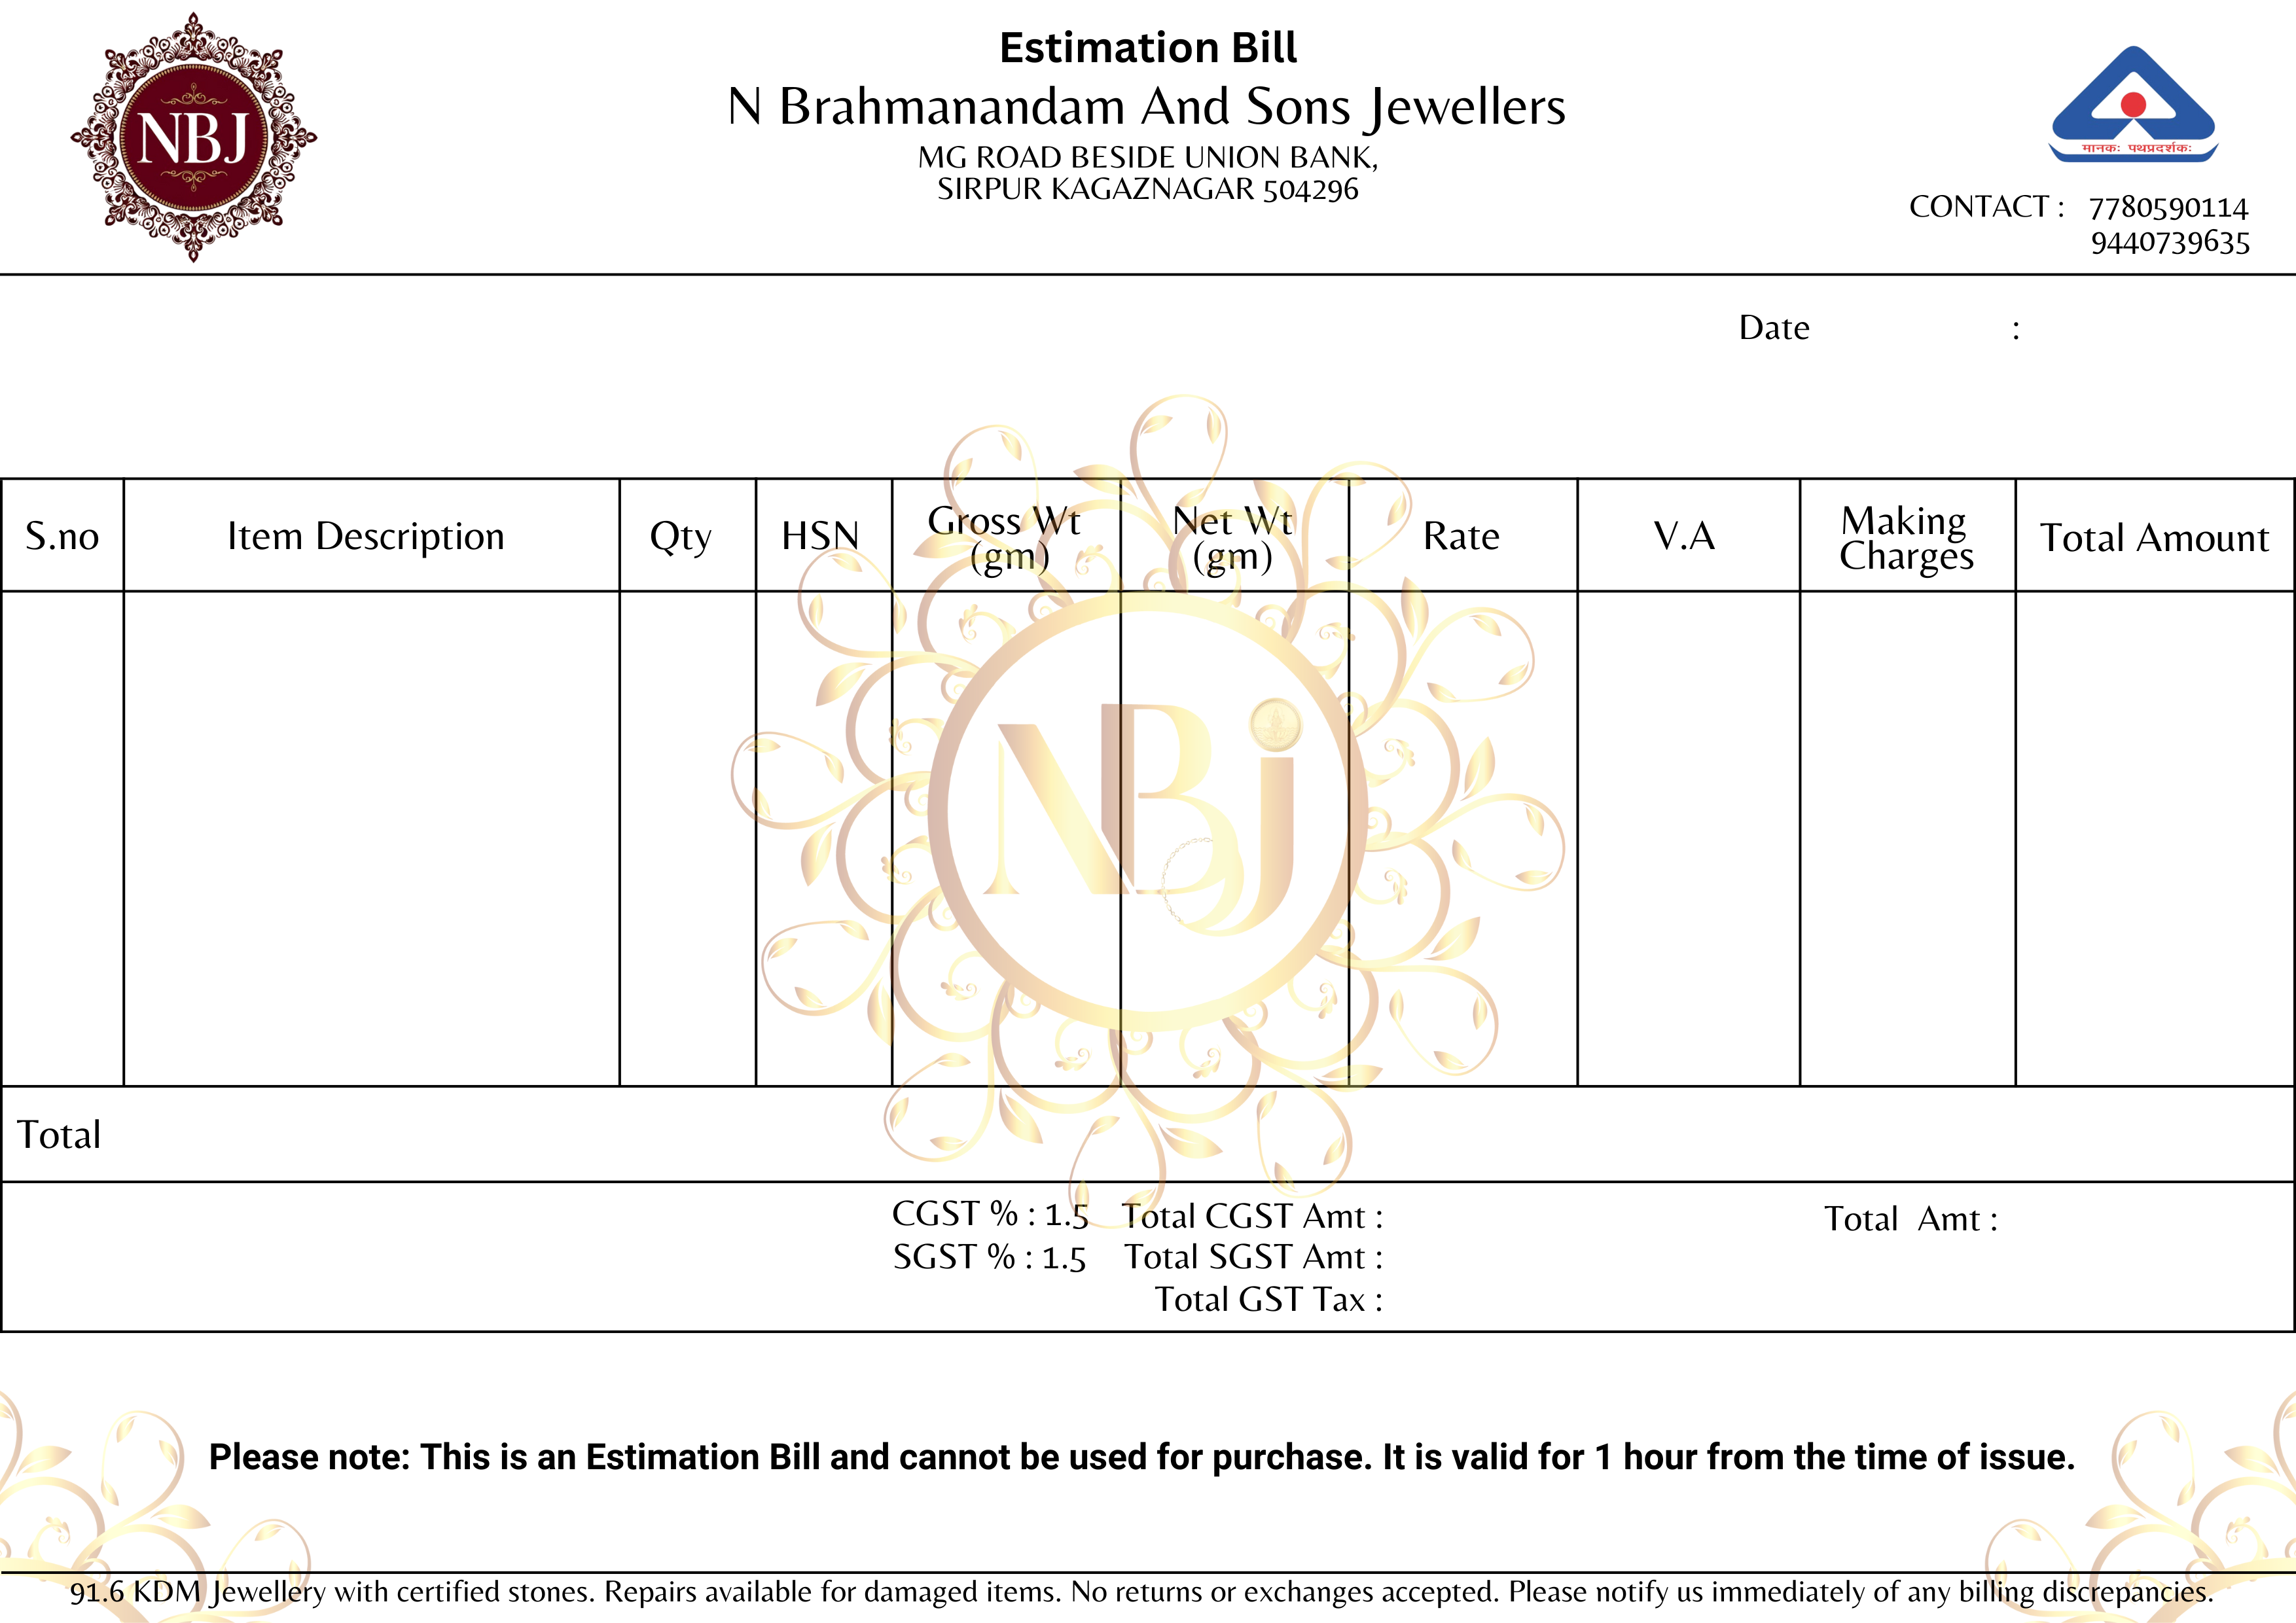 NBJ
Estimation Bill
N Brahmanandam And Sons Jewellers
MG ROAD BESIDE UNION BANK,
SIRPUR KAGAZNAGAR 504296
मानकः पथप्रदर्शकः
CONTACT : 7780590114
9440739635
Date :
S.no Item Description Qty HSN Gross Wt (gm) Net Wt (gm) Rate V.A Making Charges Total Amount
NBJ
Total
CGST % : 1.5 Total CGST Amt : Total Amt :
SGST % : 1.5 Total SGST Amt :
Total GST Tax :
Please note: This is an Estimation Bill and cannot be used for purchase. It is valid for 1 hour from the time of issue.
91.6 KDM Jewellery with certified stones. Repairs available for damaged items. No returns or exchanges accepted. Please notify us immediately of any billing discrepancies.